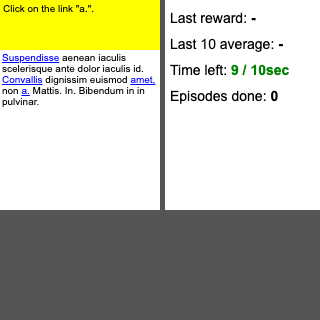 Click on the link "a.".
Suspendisse aenean iaculis
scelerisque ante dolor iaculis id.
Convallis dignissim euismod amet,
non a. Mattis. In. Bibendum in in
pulvinar.
Last reward: -
Last 10 average: -
Time left: 9 / 10sec
Episodes done: 0